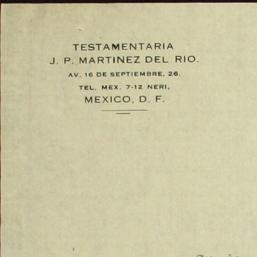 TESTAMENTARIA
J. P. MARTINEZ DEL RIO.
AV. 16 DE SEPTIEMBRE, 26.
TEL. MEX. 7-12 NERI,
MEXICO, D. F.